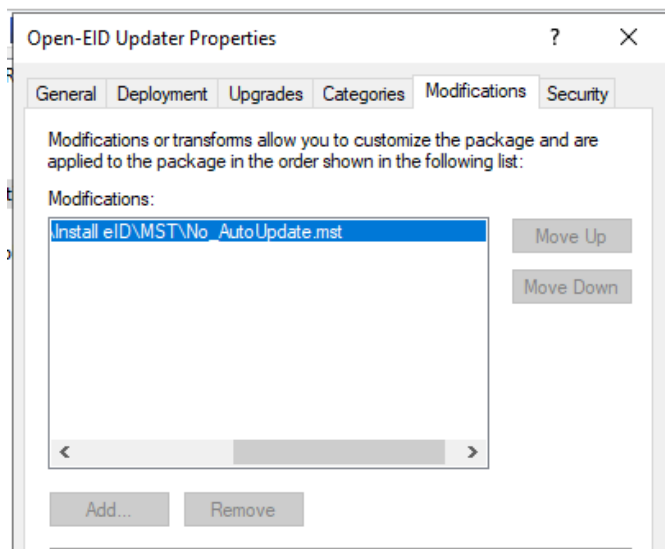 Open-EID Updater Properties
? ×
General Deployment Upgrades Categories Modifications Security
Modifications or transforms allow you to customize the package and are
applied to the package in the order shown in the following list:
Modifications:
\Install eID\MST\No_AutoUpdate.mst
Move Up
Move Down
Add... Remove